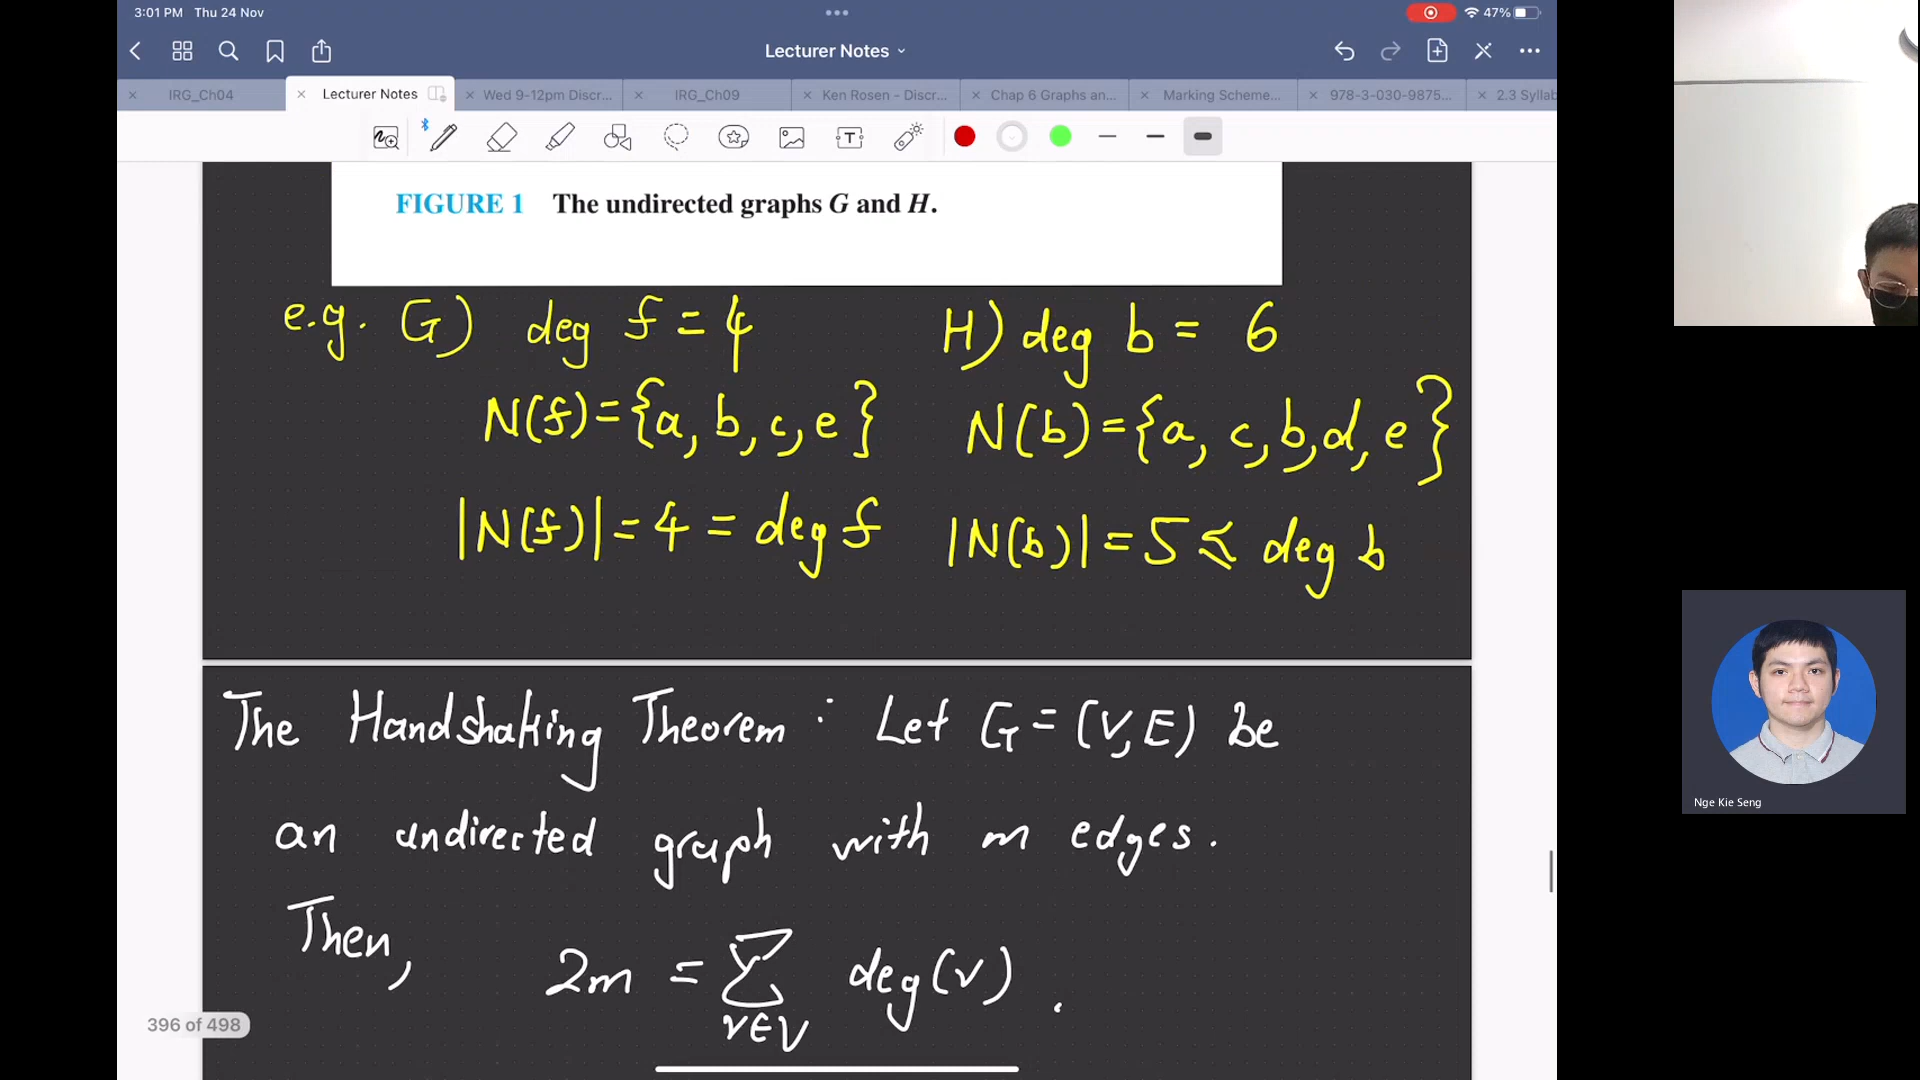 3:01 PM Thu 24 Nov
47%
Lecturer Notes
IRG_Ch04
Lecturer Notes
Wed 9-12pm Discr...
IRG_Ch09
Ken Rosen - Discr...
Chap 6 Graphs an...
Marking Scheme...
978-3-030-9875...
2.3 Syllab
FIGURE 1 The undirected graphs G and H.
e.g. G) deg f = 4 H) deg b = 6
N(f) = {a, b, c, e} N(b) = {a, c, b, d, e}
|N(f)| = 4 = deg f |N(b)| = 5 ≤ deg b
The Handshaking Theorem : Let G = (V, E) be
an undirected graph with m edges.
Then, 2m = ∑ deg(v) .
v∈V
396 of 498
Nge Kie Seng